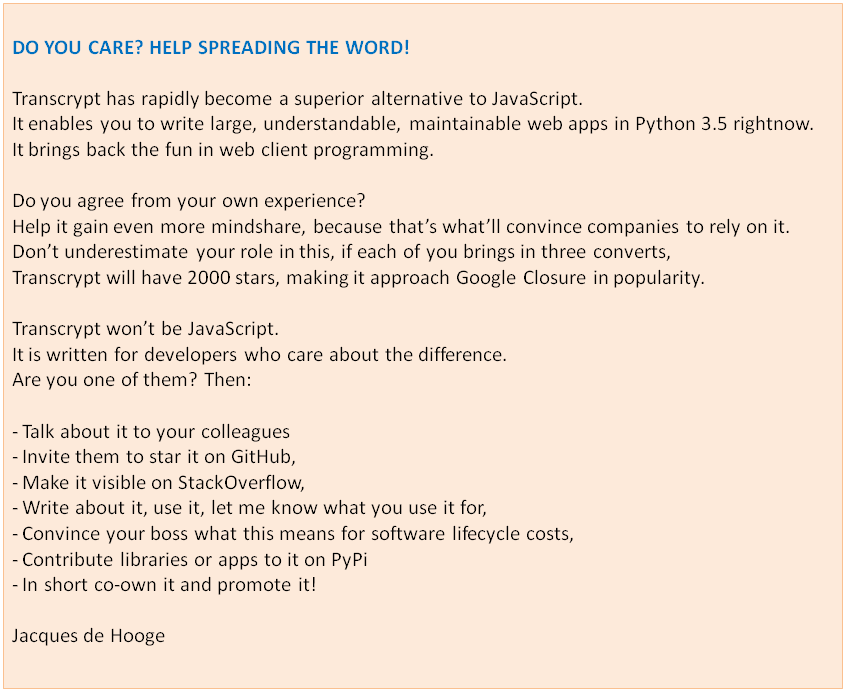 DO YOU CARE? HELP SPREADING THE WORD!
Transcrypt has rapidly become a superior alternative to JavaScript.
It enables you to write large, understandable, maintainable web apps in Python 3.5 rightnow.
It brings back the fun in web client programming.
Do you agree from your own experience?
Help it gain even more mindshare, because that’s what’ll convince companies to rely on it.
Don’t underestimate your role in this, if each of you brings in three converts,
Transcrypt will have 2000 stars, making it approach Google Closure in popularity.
Transcrypt won’t be JavaScript.
It is written for developers who care about the difference.
Are you one of them? Then:
- Talk about it to your colleagues
- Invite them to star it on GitHub,
- Make it visible on StackOverflow,
- Write about it, use it, let me know what you use it for,
- Convince your boss what this means for software lifecycle costs,
- Contribute libraries or apps to it on PyPi
- In short co-own it and promote it!
Jacques de Hooge